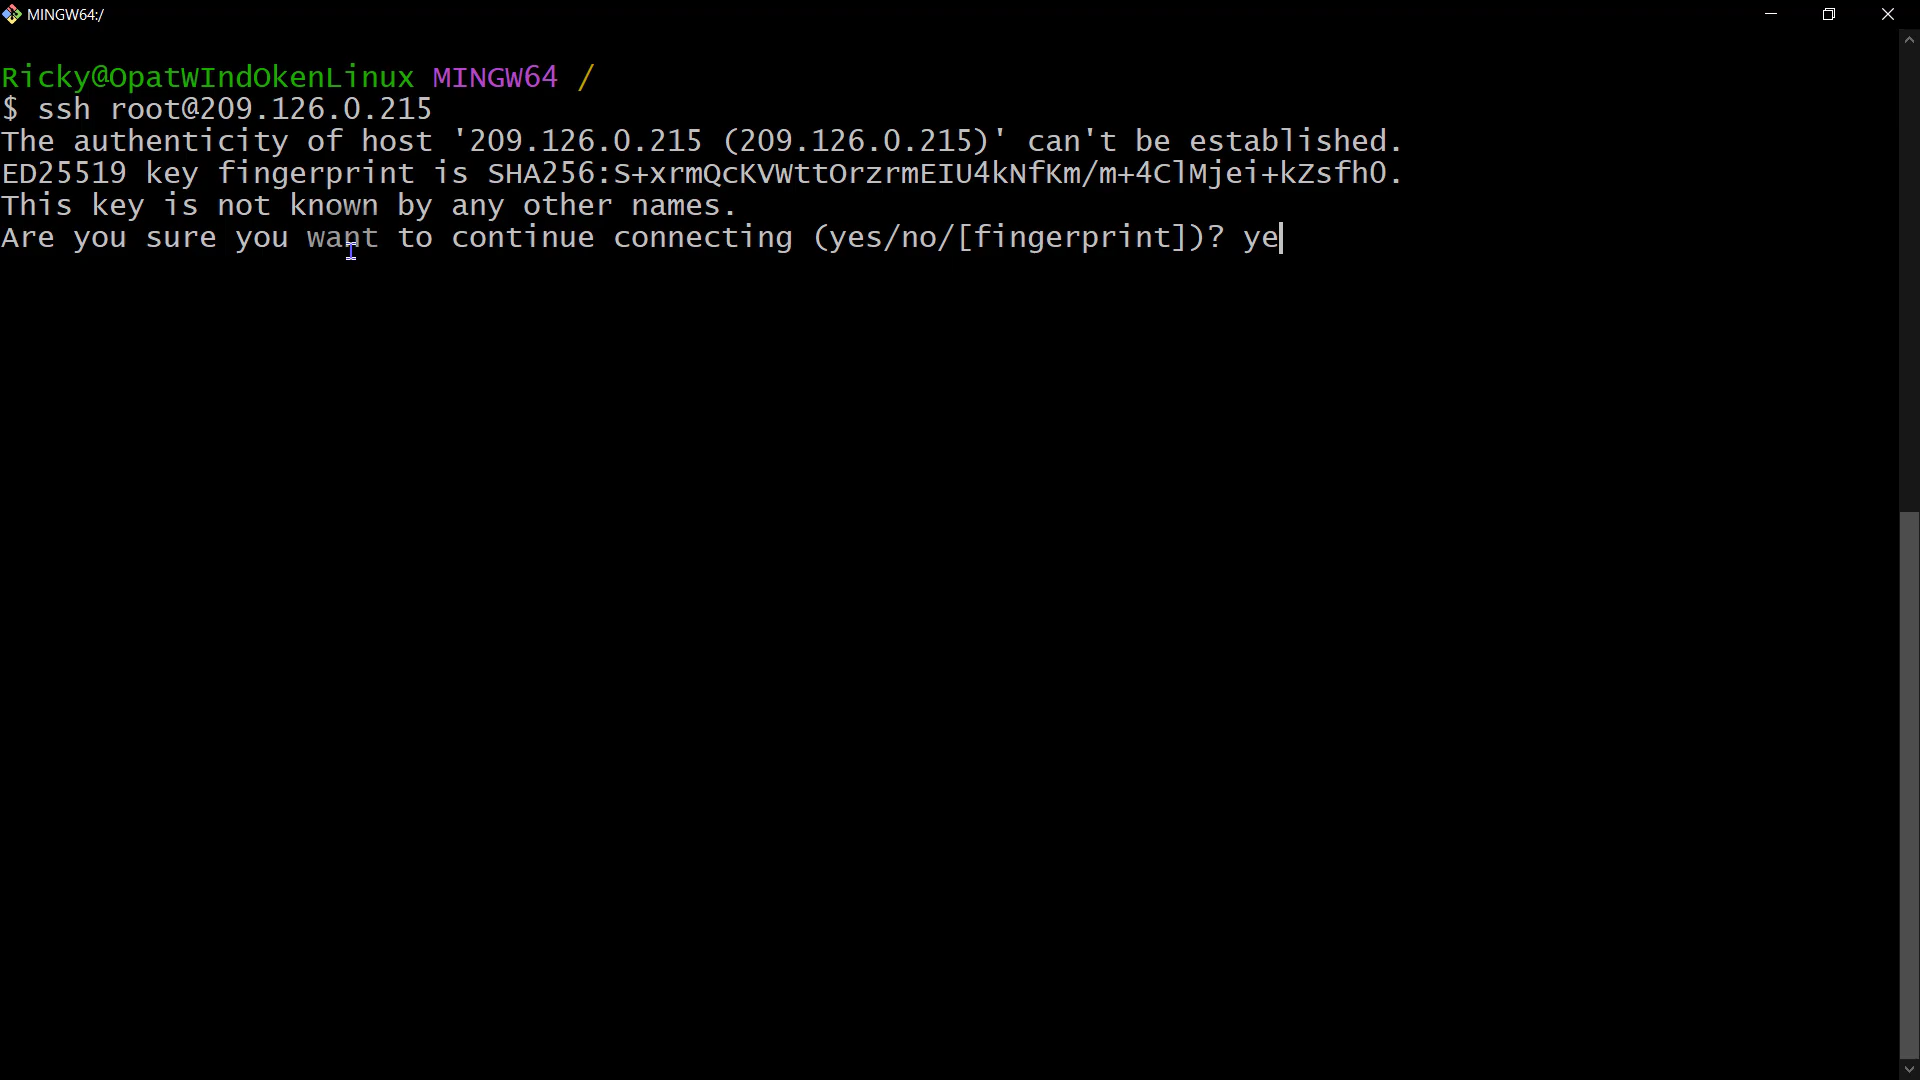 MINGW64:/
Ricky@OpatWIndOkenLinux MINGW64 /
$ ssh root@209.126.0.215
The authenticity of host '209.126.0.215 (209.126.0.215)' can't be established.
ED25519 key fingerprint is SHA256:S+xrmQcKVWttOrzrmEIU4kNfKm/m+4ClMjei+kZsfhO.
This key is not known by any other names.
Are you sure you want to continue connecting (yes/no/[fingerprint])? ye